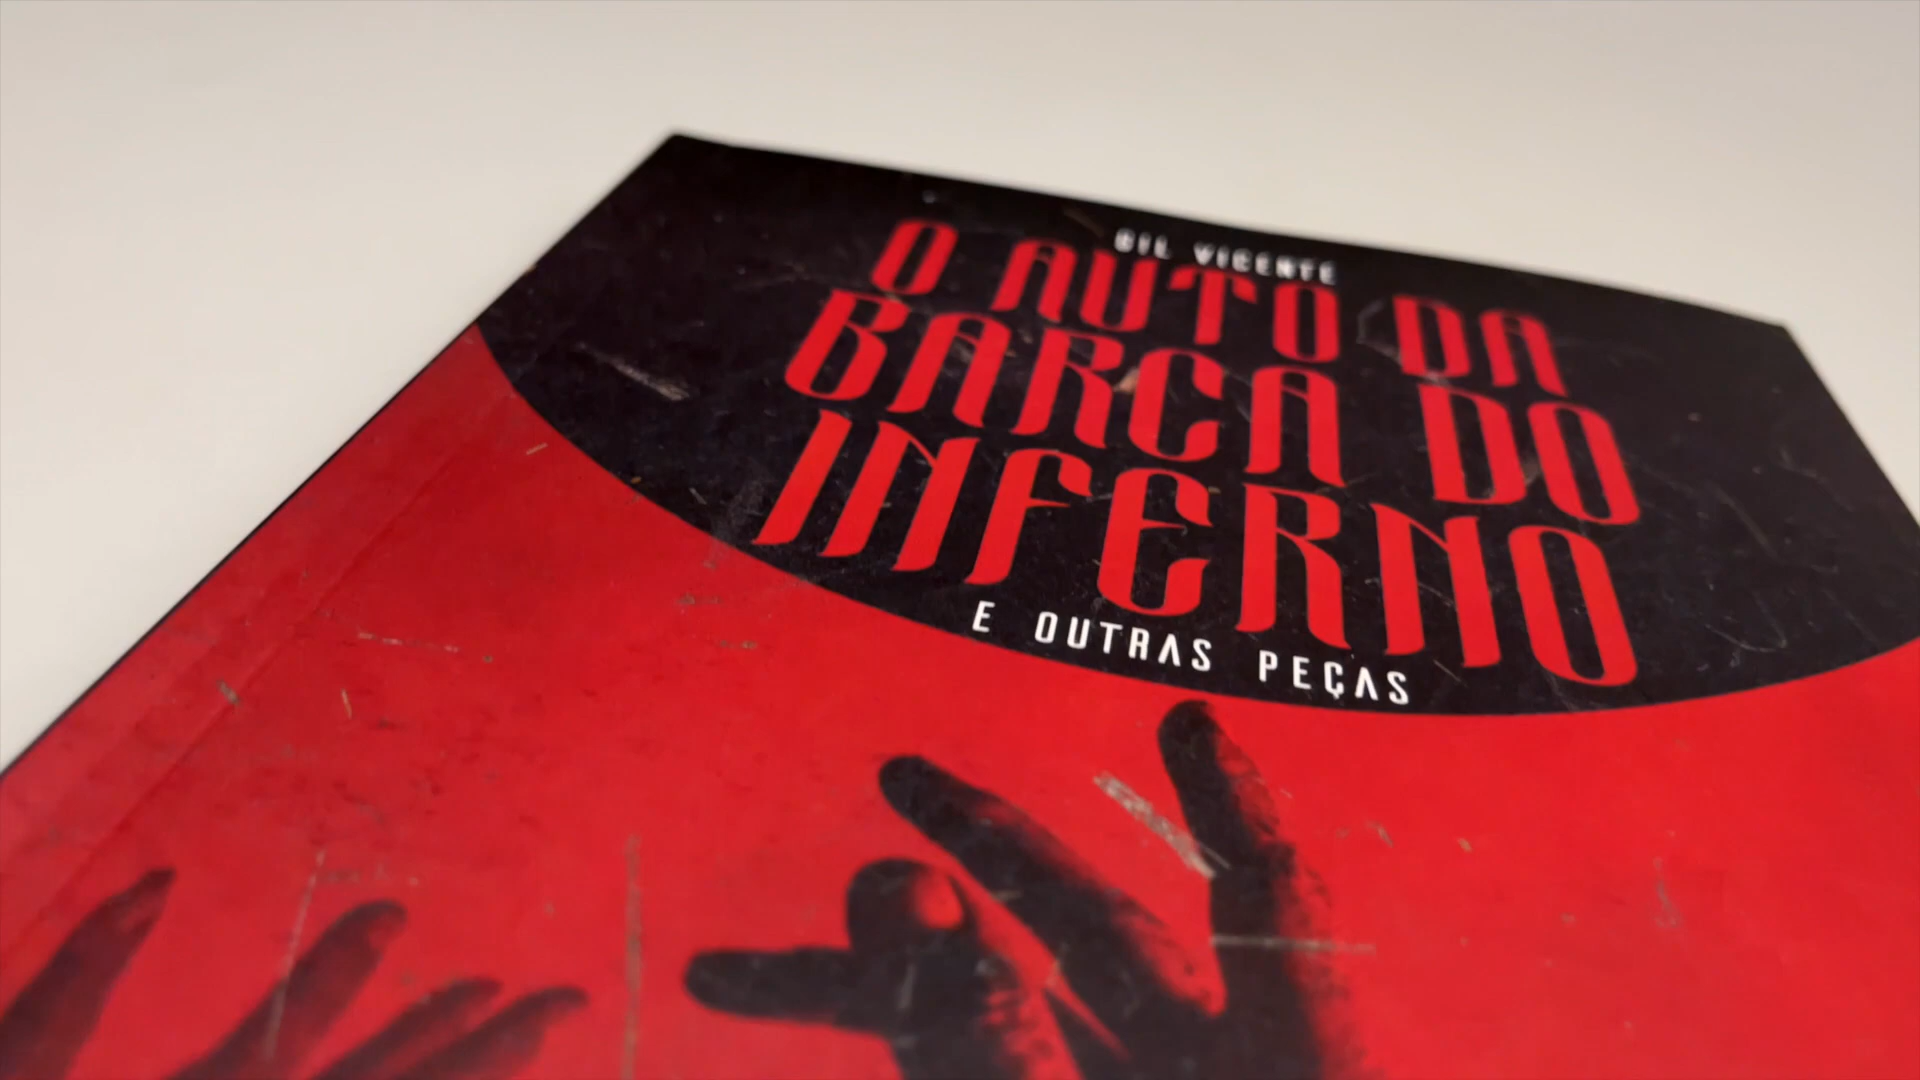 GIL VICENTE
O AUTO DA
BARCA DO
INFERNO
E OUTRAS PEÇAS